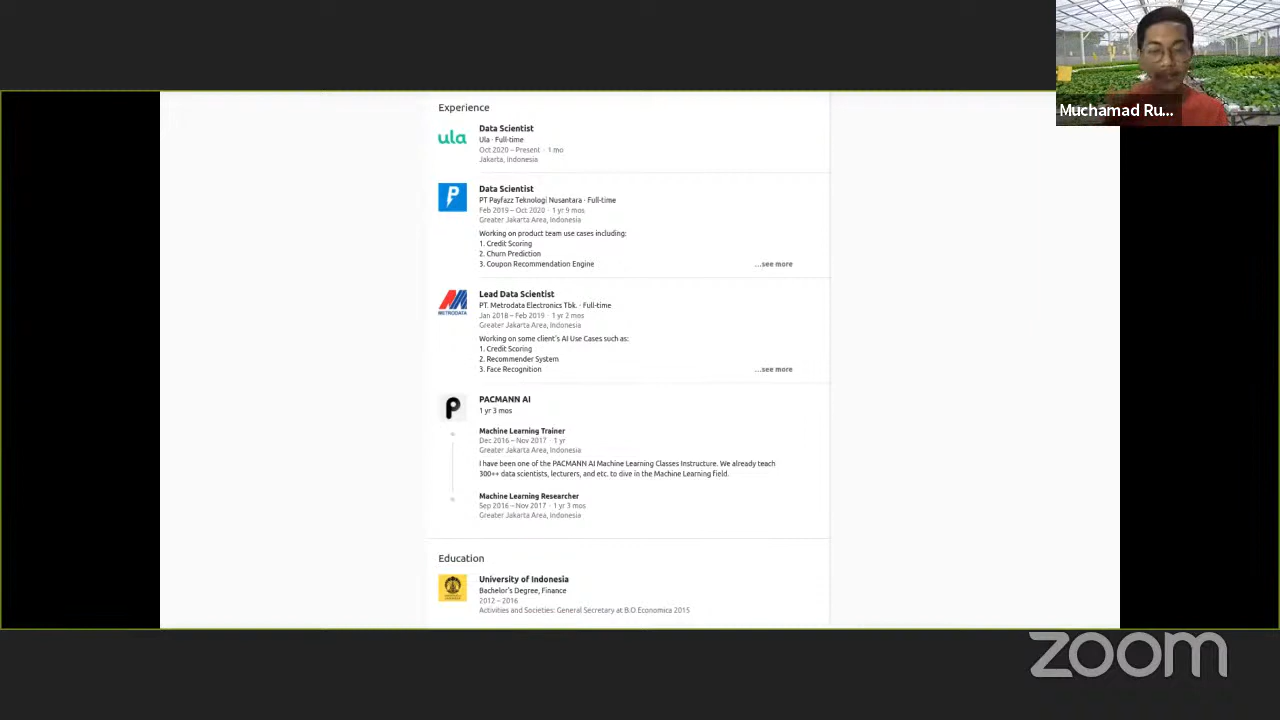 Muchamad Ru...
Experience
ula
Data Scientist
Ula · Full-time
Oct 2020 – Present · 1 mo
Jakarta, Indonesia
Data Scientist
PT Payfazz Teknologi Nusantara · Full-time
Feb 2019 – Oct 2020 · 1 yr 9 mos
Greater Jakarta Area, Indonesia
Working on product team use cases including:
1. Credit Scoring
2. Churn Prediction
3. Coupon Recommendation Engine
...see more
METRODATA
Lead Data Scientist
PT. Metrodata Electronics Tbk. · Full-time
Jan 2018 – Feb 2019 · 1 yr 2 mos
Greater Jakarta Area, Indonesia
Working on some client's AI Use Cases such as:
1. Credit Scoring
2. Recommender System
3. Face Recognition
...see more
PACMANN AI
1 yr 3 mos
Machine Learning Trainer
Dec 2016 – Nov 2017 · 1 yr
Greater Jakarta Area, Indonesia
I have been one of the PACMANN AI Machine Learning Classes Instructure. We already teach
300++ data scientists, lecturers, and etc. to dive in the Machine Learning field.
Machine Learning Researcher
Sep 2016 – Nov 2017 · 1 yr 3 mos
Greater Jakarta Area, Indonesia
Education
University of Indonesia
Bachelor's Degree, Finance
2012 – 2016
Activities and Societies: General Secretary at B.O Economica 2015
zoom